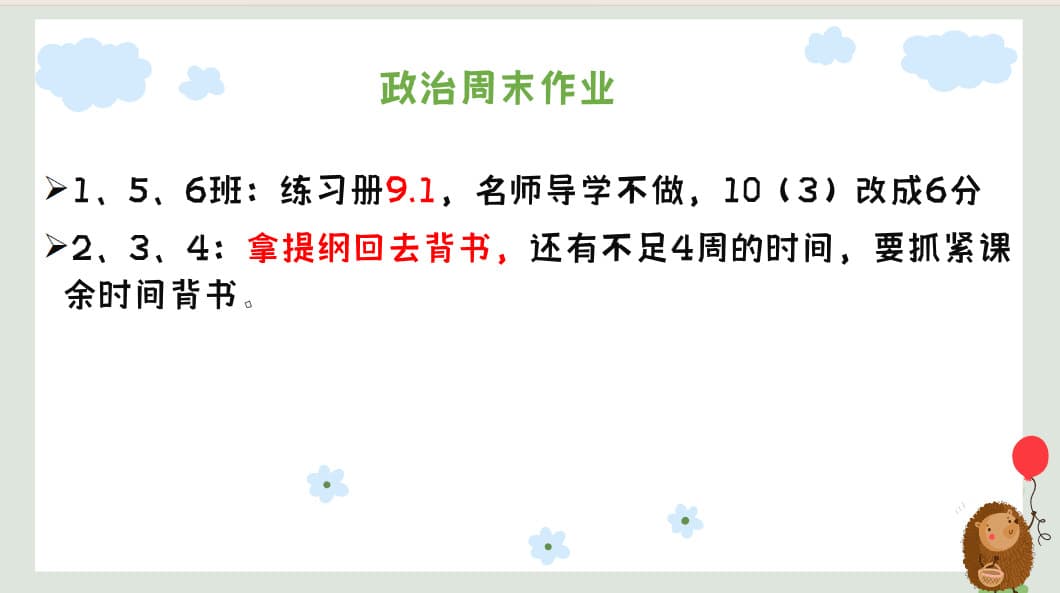 政治周末作业
➢1、5、6班：练习册9.1，名师导学不做，10（3）改成6分
➢2、3、4：拿提纲回去背书，还有不足4周的时间，要抓紧课
余时间背书。